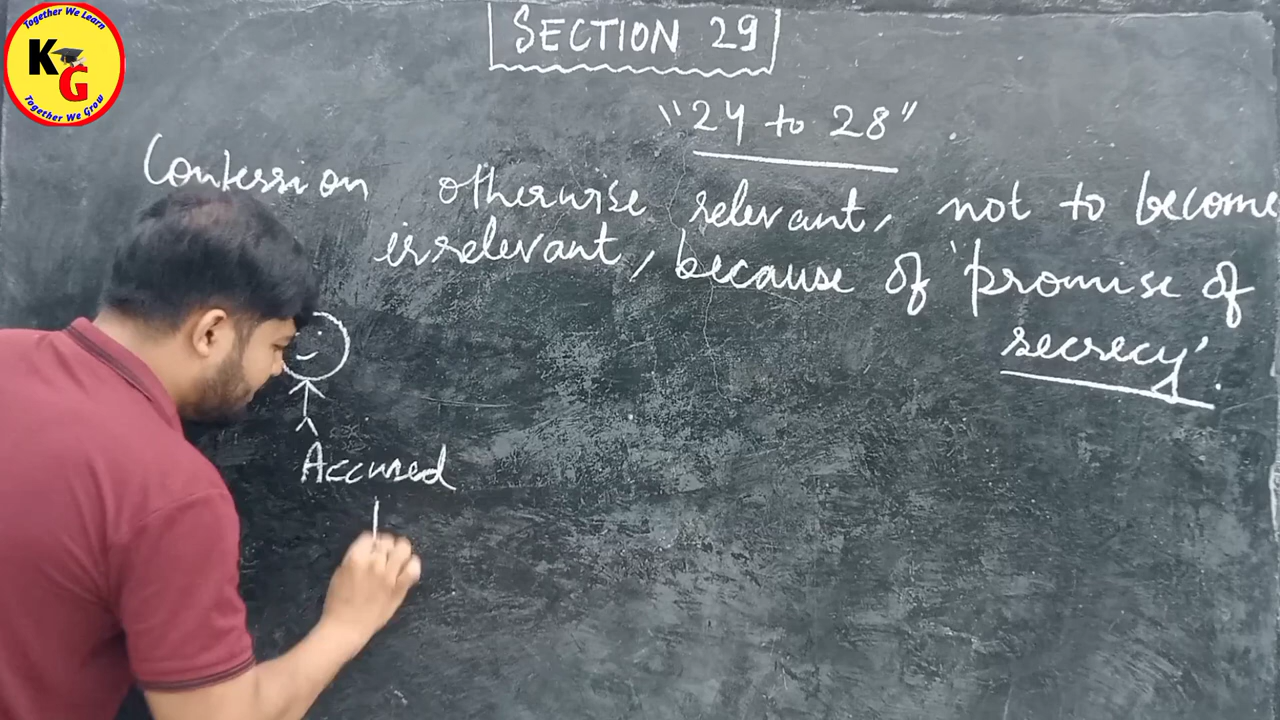 Together We Learn
KG
Together We Grow
SECTION 29
"24 to 28"
Confession otherwise relevant, not to become
irrelevant, because of 'promise of
secrecy'.
Accused